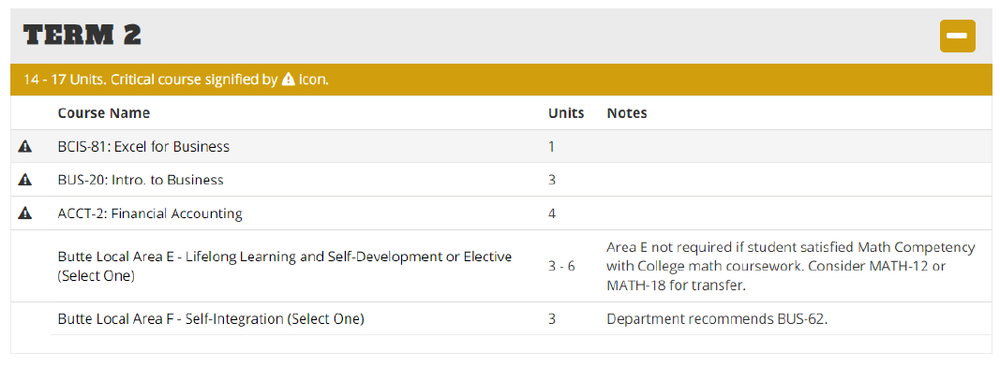 TERM 2
14 - 17 Units. Critical course signified by ⚠ icon.
Course Name Units Notes
BCIS-81: Excel for Business 1
BUS-20: Intro. to Business 3
ACCT-2: Financial Accounting 4
Butte Local Area E - Lifelong Learning and Self-Development or Elective
(Select One)
3 - 6
Area E not required if student satisfied Math Competency
with College math coursework. Consider MATH-12 or
MATH-18 for transfer.
Butte Local Area F - Self-Integration (Select One) 3 Department recommends BUS-62.